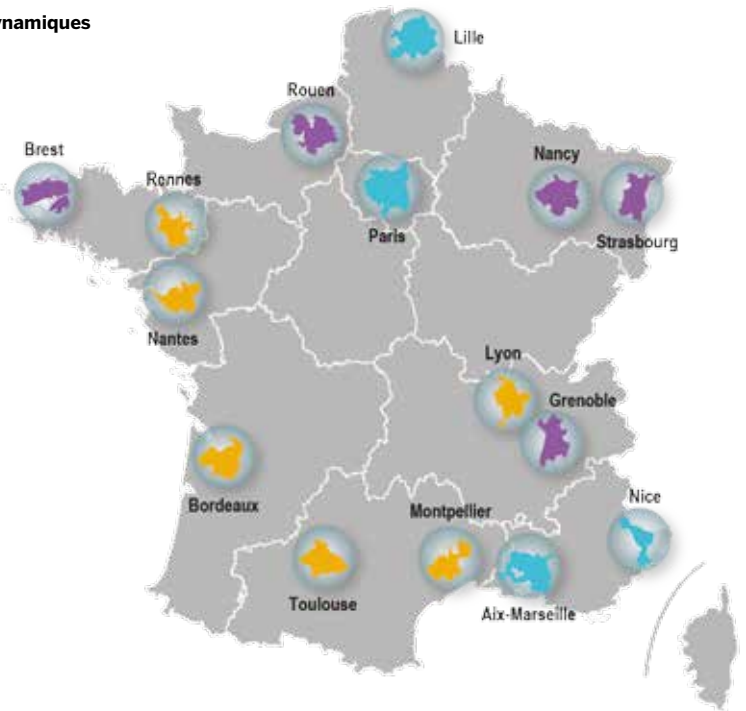 ynamiques
Lille
Rouen
Brest
Rennes
Nancy
Paris
Strasbourg
Nantes
Lyon
Grenoble
Bordeaux
Montpellier
Nice
Toulouse
Aix-Marseille